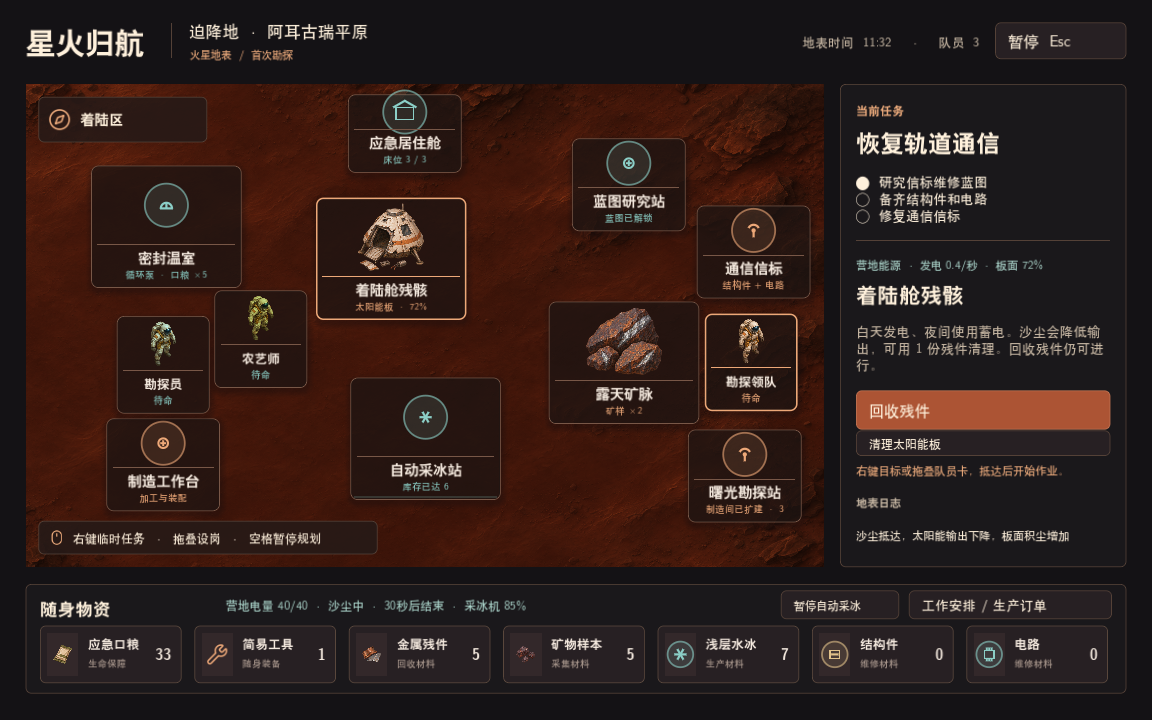 星火归航
迫降地 · 阿耳古瑞平原
火星地表 / 首次勘探
地表时间 11:32 · 队员 3
暂停 Esc
着陆区
应急居住舱
床位 3 / 3
密封温室
循环泵 · 口粮 ×5
着陆舱残骸
太阳能板 · 72%
蓝图研究站
蓝图已解锁
通信信标
结构件 + 电路
勘探员
待命
农艺师
待命
露天矿脉
矿样 ×2
勘探领队
待命
制造工作台
加工与装配
自动采冰站
库存已达 6
曙光勘探站
制造间已扩建 · 3
右键临时任务 · 拖叠设岗 · 空格暂停规划
当前任务
恢复轨道通信
研究信标维修蓝图
备齐结构件和电路
修复通信信标
营地能源 · 发电 0.4/秒 · 板面 72%
着陆舱残骸
白天发电、夜间使用蓄电。沙尘会降低输
出，可用 1 份残件清理。回收残件仍可进
行。
回收残件
清理太阳能板
右键目标或拖叠队员卡，抵达后开始作业。
地表日志
沙尘抵达，太阳能输出下降，板面积尘增加
随身物资
营地电量 40/40 · 沙尘中 · 30秒后结束 · 采冰机 85%
暂停自动采冰
工作安排 / 生产订单
应急口粮
生命保障
33
简易工具
随身装备
1
金属残件
回收材料
5
矿物样本
采集材料
5
浅层水冰
生产材料
7
结构件
维修材料
0
电路
维修材料
0